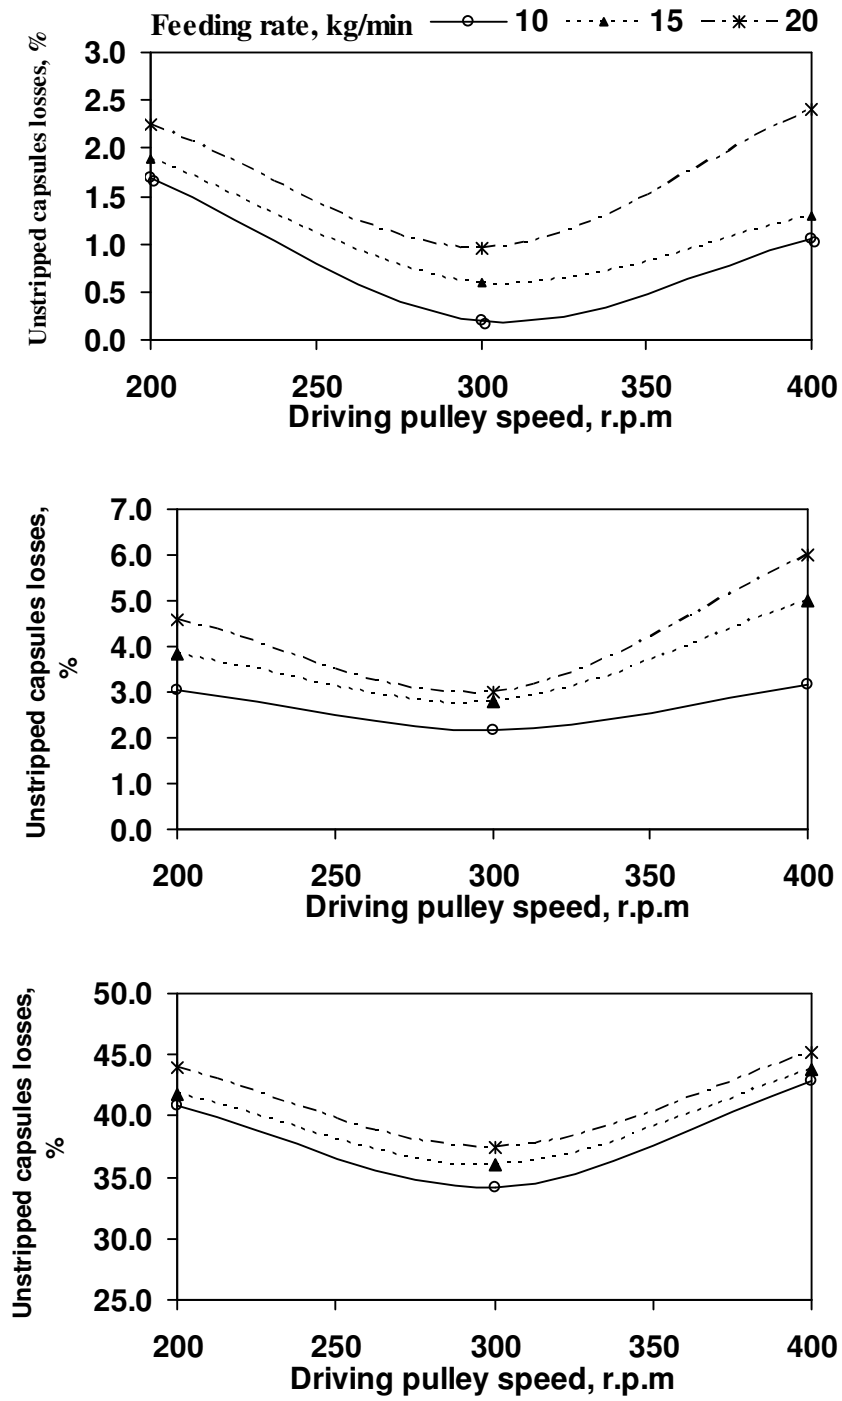 Feeding rate, kg/min 10 15 20
Unstripped capsules losses, %
3.0
2.5
2.0
1.5
1.0
0.5
0.0
200 250 300 350 400
Driving pulley speed, r.p.m
Unstripped capsules losses,
%
7.0
6.0
5.0
4.0
3.0
2.0
1.0
0.0
200 250 300 350 400
Driving pulley speed, r.p.m
Unstripped capsules losses,
%
50.0
45.0
40.0
35.0
30.0
25.0
200 250 300 350 400
Driving pulley speed, r.p.m